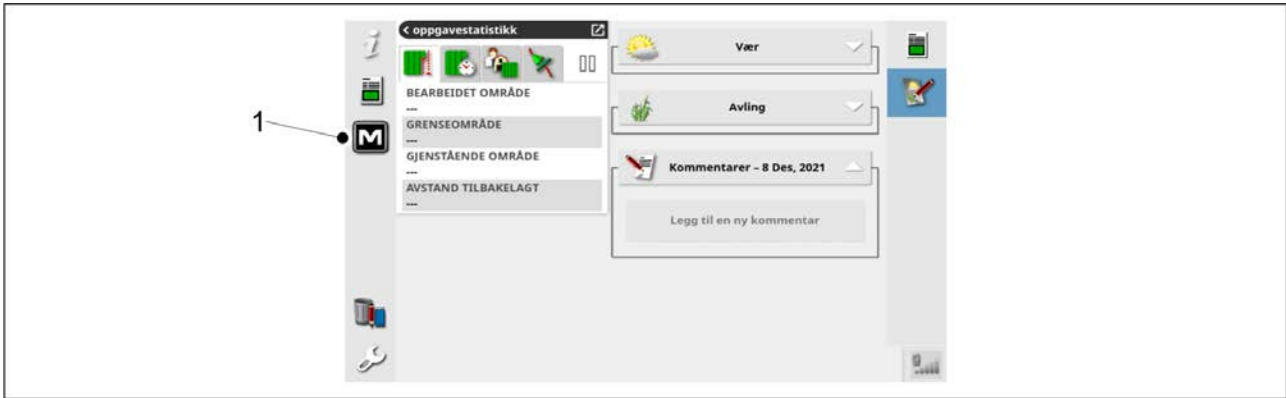 1
M
oppgavestatistikk
BEARBEIDET OMRÅDE
---
GRENSEOMRÅDE
---
GJENSTÅENDE OMRÅDE
---
AVSTAND TILBAKELAGT
---
Vær
Avling
Kommentarer – 8 Des, 2021
Legg til en ny kommentar